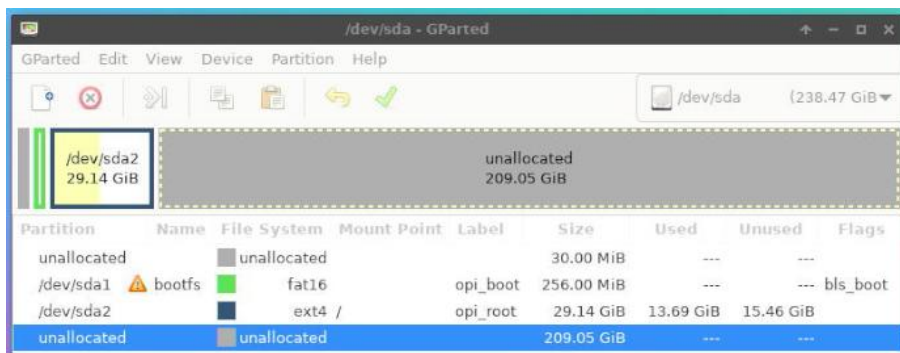 /dev/sda - GParted
GParted Edit View Device Partition Help
/dev/sda (238.47 GiB
/dev/sda2 unallocated
29.14 GiB 209.05 GiB
Partition Name File System Mount Point Label Size Used Unused Flags
unallocated unallocated 30.00 MiB --- ---
/dev/sda1 bootfs fat16 opi_boot 256.00 MiB --- --- bls_boot
/dev/sda2 ext4 / opi_root 29.14 GiB 13.69 GiB 15.46 GiB
unallocated unallocated 209.05 GiB --- ---